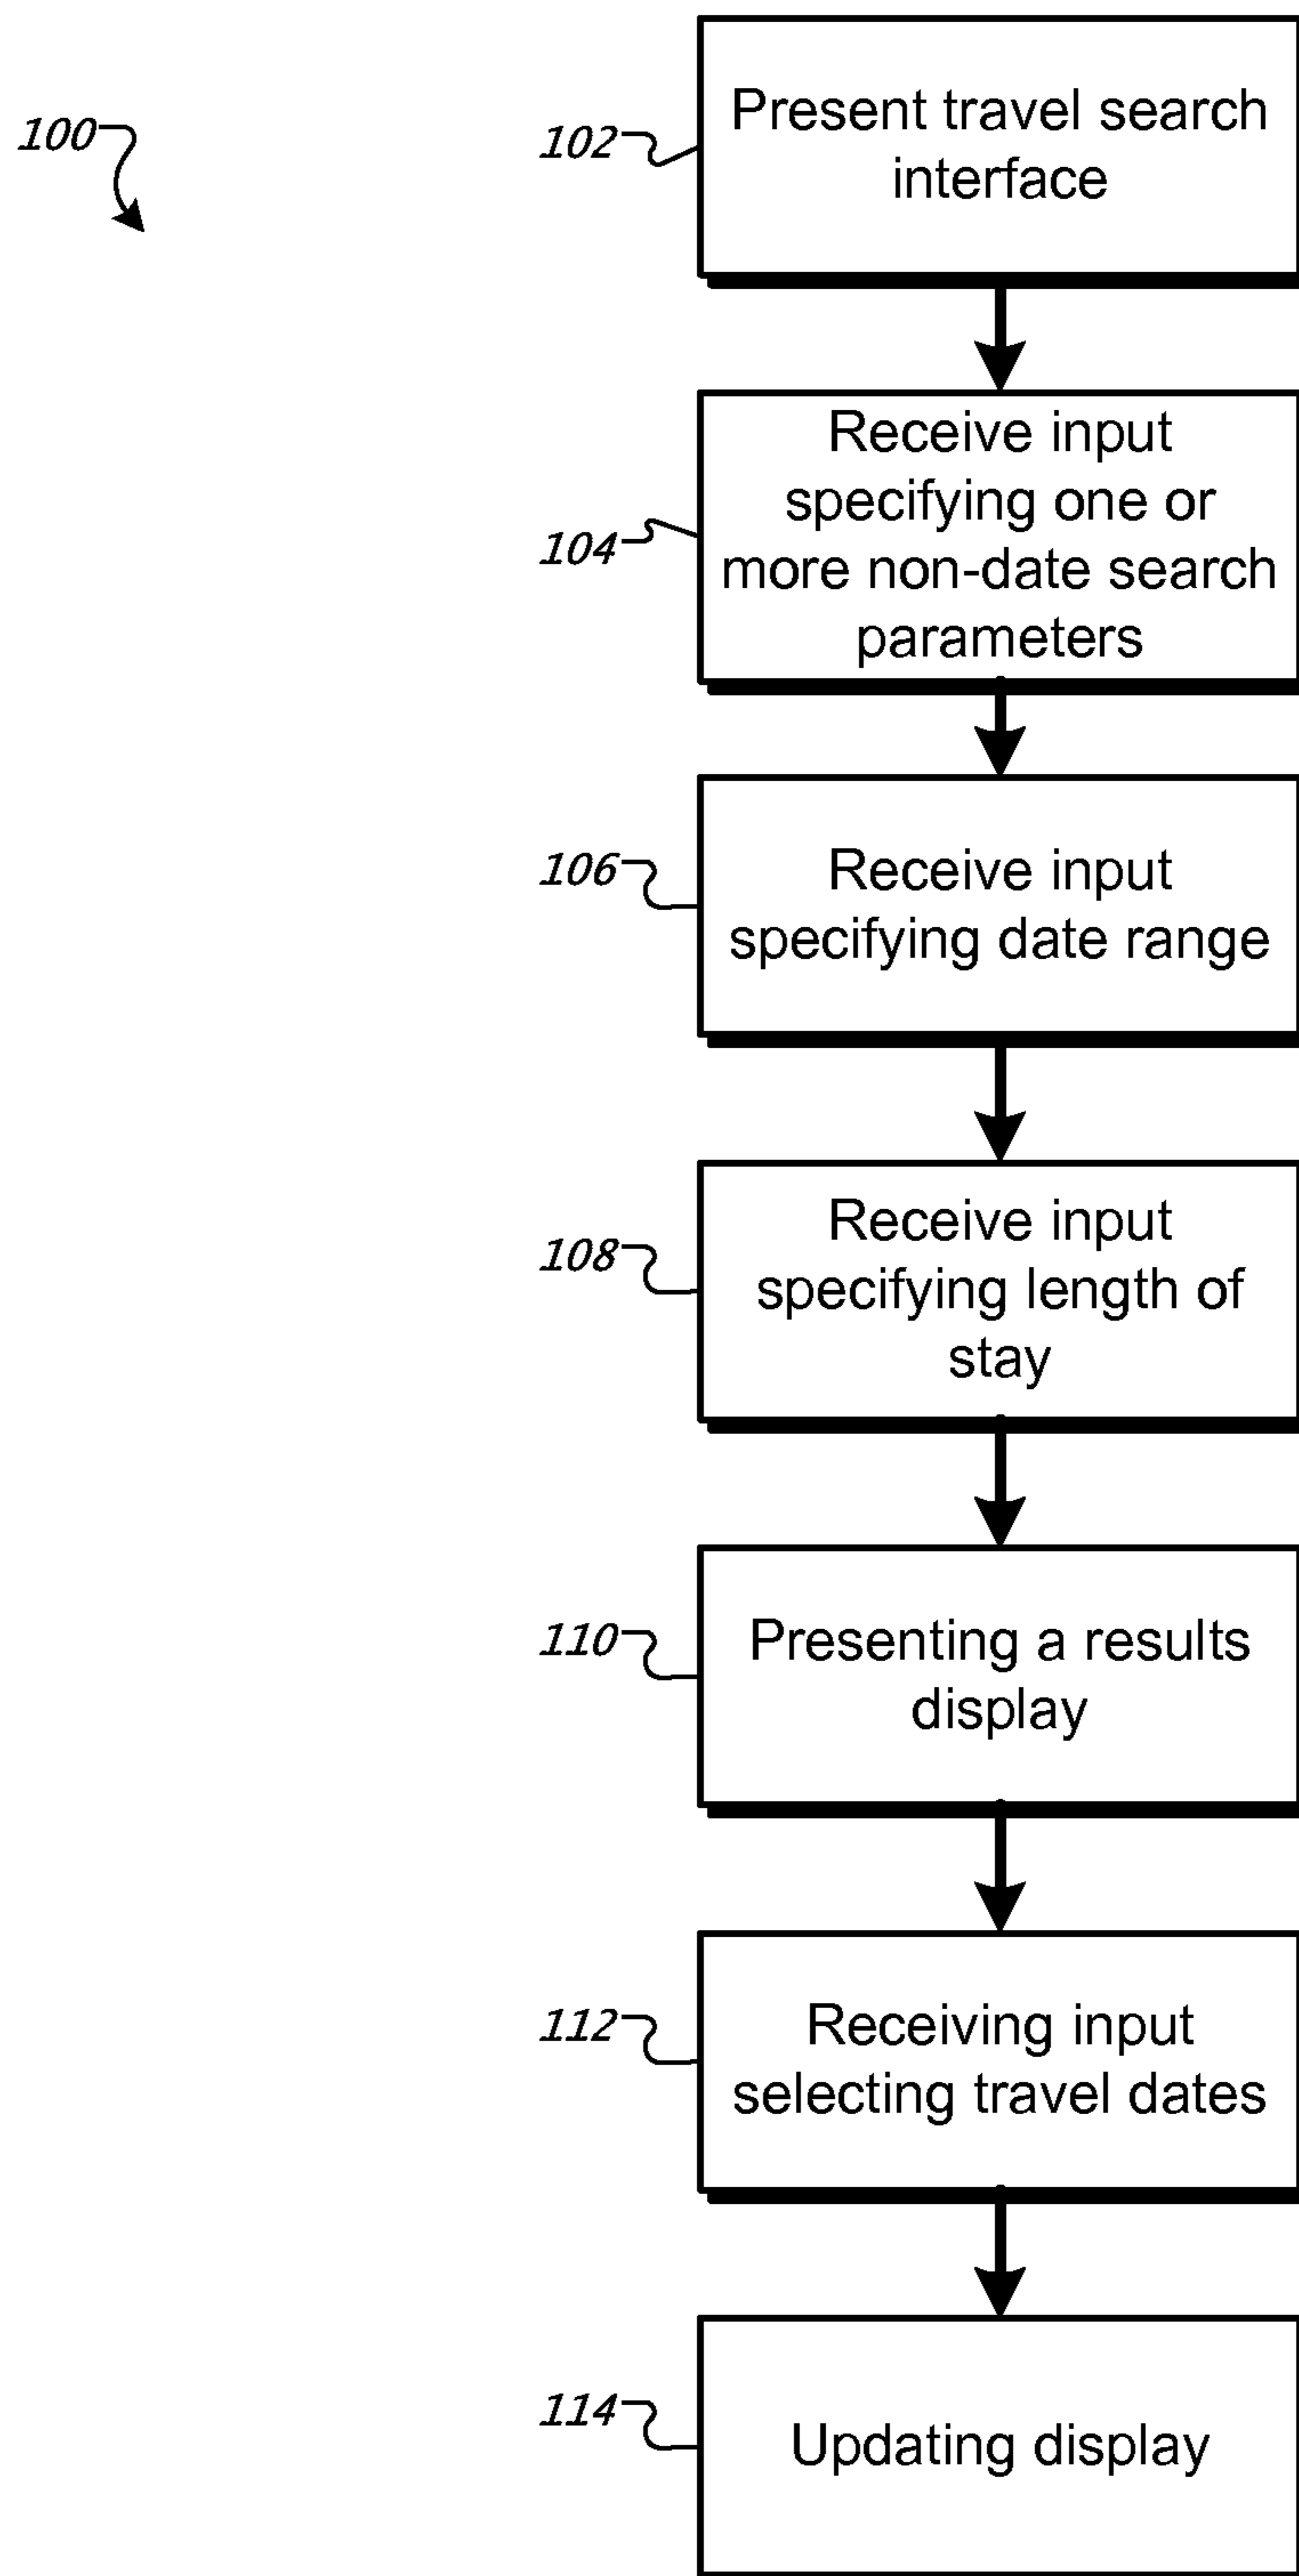 100
102
Present travel search
interface
104
Receive input
specifying one or
more non-date search
parameters
106
Receive input
specifying date range
108
Receive input
specifying length of
stay
110
Presenting a results
display
112
Receiving input
selecting travel dates
114
Updating display